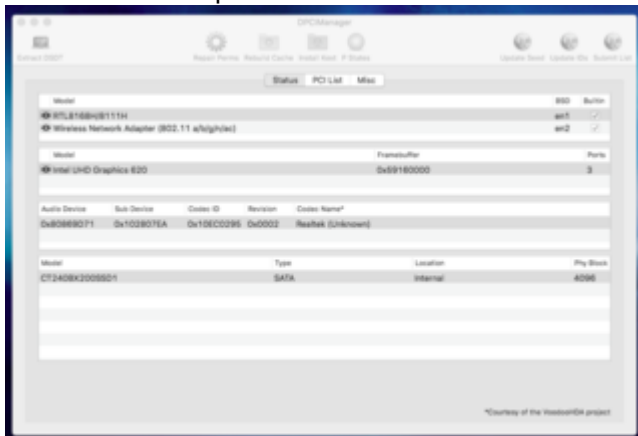 DPCIManager
Extract DSDT Repair Perms Rebuild Cache Install Kext P States Update Seed Update IDs Submit List
Status PCI List Misc
Model BSD Builtin
RTL8168H/8111H en1
Wireless Network Adapter (802.11 a/b/g/n/ac) en2
Model Framebuffer Ports
Intel UHD Graphics 620 0x59160000 3
Audio Device Sub Device Codec ID Revision Codec Name*
0x80869D71 0x102807EA 0x10EC0295 0x0002 Realtek (Unknown)
Model Type Location Phy Block
CT240BX200SSD1 SATA Internal 4096
*Courtesy of the VoodooHDA project